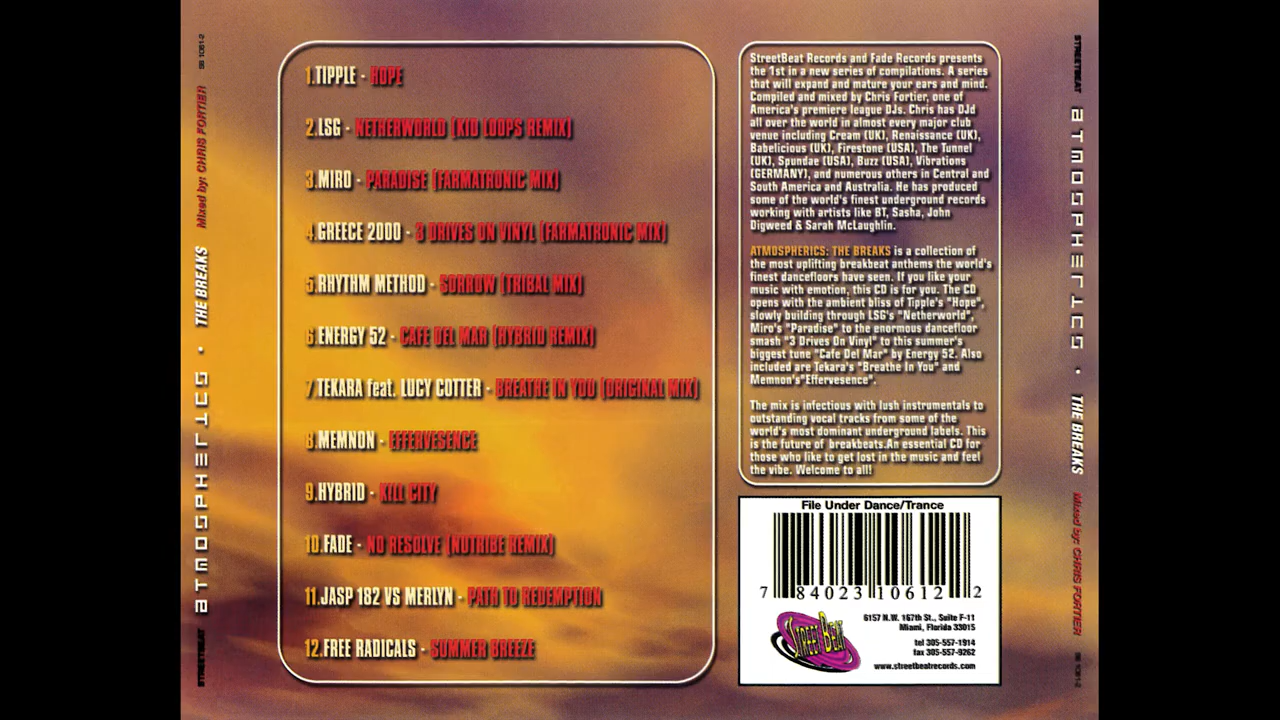 SB 1061-2
Mixed by: CHRIS FORTIER
THE BREAKS
•
ATMOSPHERICS
STREETBEAT
1.TIPPLE - HOPE
2.LSG - NETHERWORLD (KID LOOPS REMIX)
3.MIRO - PARADISE (FARMATRONIC MIX)
4.GREECE 2000 - 3 DRIVES ON VINYL (FARMATRONIC MIX)
5.RHYTHM METHOD - SORROW (TRIBAL MIX)
6.ENERGY 52 - CAFE DEL MAR (HYBRID REMIX)
7.TEKARA feat. LUCY COTTER - BREATHE IN YOU (ORIGINAL MIX)
8.MEMNON - EFFERVESENCE
9.HYBRID - KILL CITY
10.FADE - NO RESOLVE (NUTRIBE REMIX)
11.JASP 182 VS MERLYN - PATH TO REDEMPTION
12.FREE RADICALS - SUMMER BREEZE
StreetBeat Records and Fade Records presents
the 1st in a new series of compilations. A series
that will expand and mature your ears and mind.
Compiled and mixed by Chris Fortier, one of
America's premiere league DJs. Chris has DJd
all over the world in almost every major club
venue including Cream (UK), Renaissance (UK),
Babelicious (UK), Firestone (USA), The Tunnel
(UK), Spundae (USA), Buzz (USA), Vibrations
(GERMANY), and numerous others in Central and
South America and Australia. He has produced
some of the world's finest underground records
working with artists like BT, Sasha, John
Digweed & Sarah McLaughlin.
ATMOSPHERICS: THE BREAKS is a collection of
the most uplifting breakbeat anthems the world's
finest dancefloors have seen. If you like your
music with emotion, this CD is for you. The CD
opens with the ambient bliss of Tipple's "Hope",
slowly building through LSG's "Netherworld",
Miro's "Paradise" to the enormous dancefloor
smash "3 Drives On Vinyl" to this summer's
biggest tune "Cafe Del Mar" by Energy 52. Also
included are Tekara's "Breathe In You" and
Memnon's"Effervesence".
The mix is infectious with lush instrumentals to
outstanding vocal tracks from some of the
world's most dominant underground labels. This
is the future of breakbeats.An essential CD for
those who like to get lost in the music and feel
the vibe. Welcome to all!
File Under Dance/Trance
7 84023 10612 2
STREET BEAT
6157 N.W. 167th St., Suite F-11
Miami, Florida 33015
tel 305-557-1914
fax 305-557-9262
www.streetbeatrecords.com
STREETBEAT
ATMOSPHERICS
•
THE BREAKS
Mixed by: CHRIS FORTIER
SB 1061-2